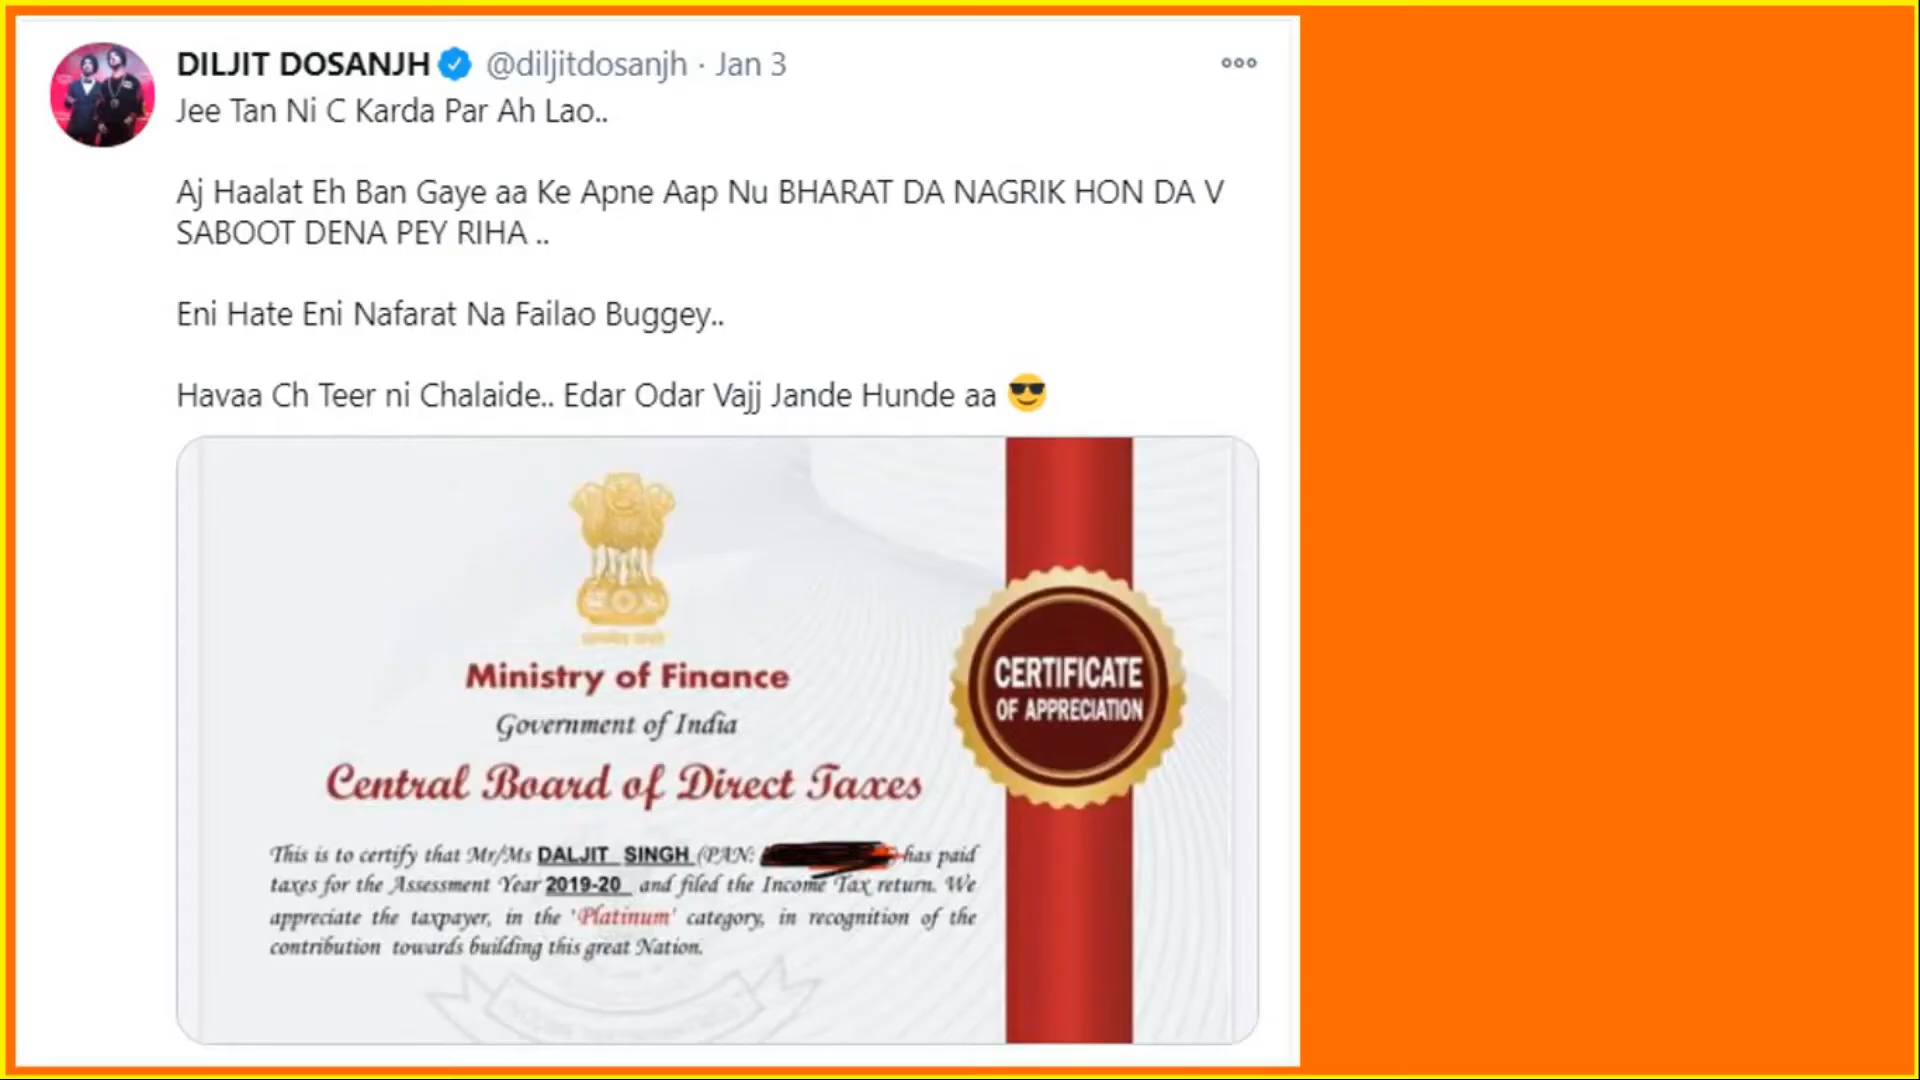 DILJIT DOSANJH @diljitdosanjh · Jan 3
Jee Tan Ni C Karda Par Ah Lao..
Aj Haalat Eh Ban Gaye aa Ke Apne Aap Nu BHARAT DA NAGRIK HON DA V
SABOOT DENA PEY RIHA ..
Eni Hate Eni Nafarat Na Failao Buggey..
Havaa Ch Teer ni Chalaide.. Edar Odar Vajj Jande Hunde aa 😎
Ministry of Finance
Government of India
Central Board of Direct Taxes
CERTIFICATE
OF APPRECIATION
This is to certify that Mr/Ms DALJIT SINGH (PAN: has paid
taxes for the Assessment Year 2019-20 and filed the Income Tax return. We
appreciate the taxpayer, in the 'Platinum' category, in recognition of the
contribution towards building this great Nation.